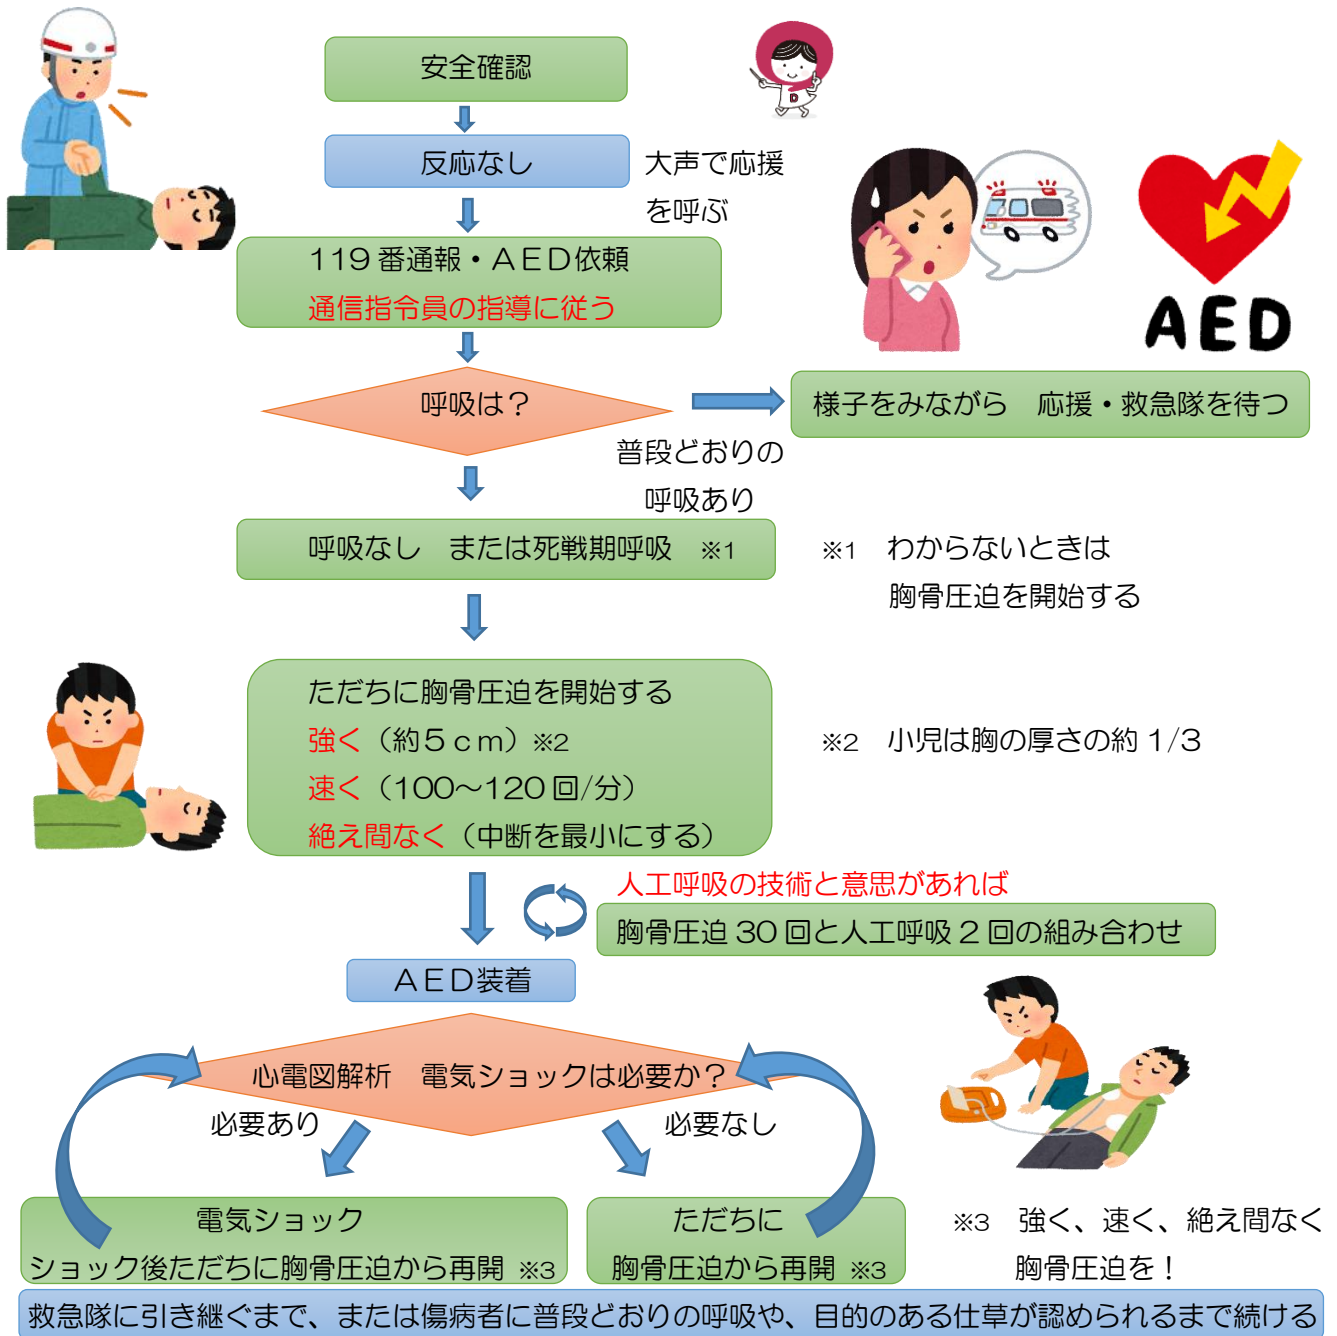 安全確認
反応なし
大声で応援
を呼ぶ
119番通報・ＡＥＤ依頼
通信指令員の指導に従う
AED
呼吸は？
様子をみながら　応援・救急隊を待つ
普段どおりの
呼吸あり
呼吸なし　または死戦期呼吸　※1
※1　わからないときは
胸骨圧迫を開始する
ただちに胸骨圧迫を開始する
強く（約５ｃｍ）※2
速く（100～120回/分）
絶え間なく（中断を最小にする）
※2　小児は胸の厚さの約1/3
人工呼吸の技術と意思があれば
胸骨圧迫30回と人工呼吸2回の組み合わせ
ＡＥＤ装着
心電図解析　電気ショックは必要か？
必要あり
必要なし
電気ショック
ショック後ただちに胸骨圧迫から再開 ※3
ただちに
胸骨圧迫から再開 ※3
※3　強く、速く、絶え間なく
胸骨圧迫を！
救急隊に引き継ぐまで、または傷病者に普段どおりの呼吸や、目的のある仕草が認められるまで続ける
D